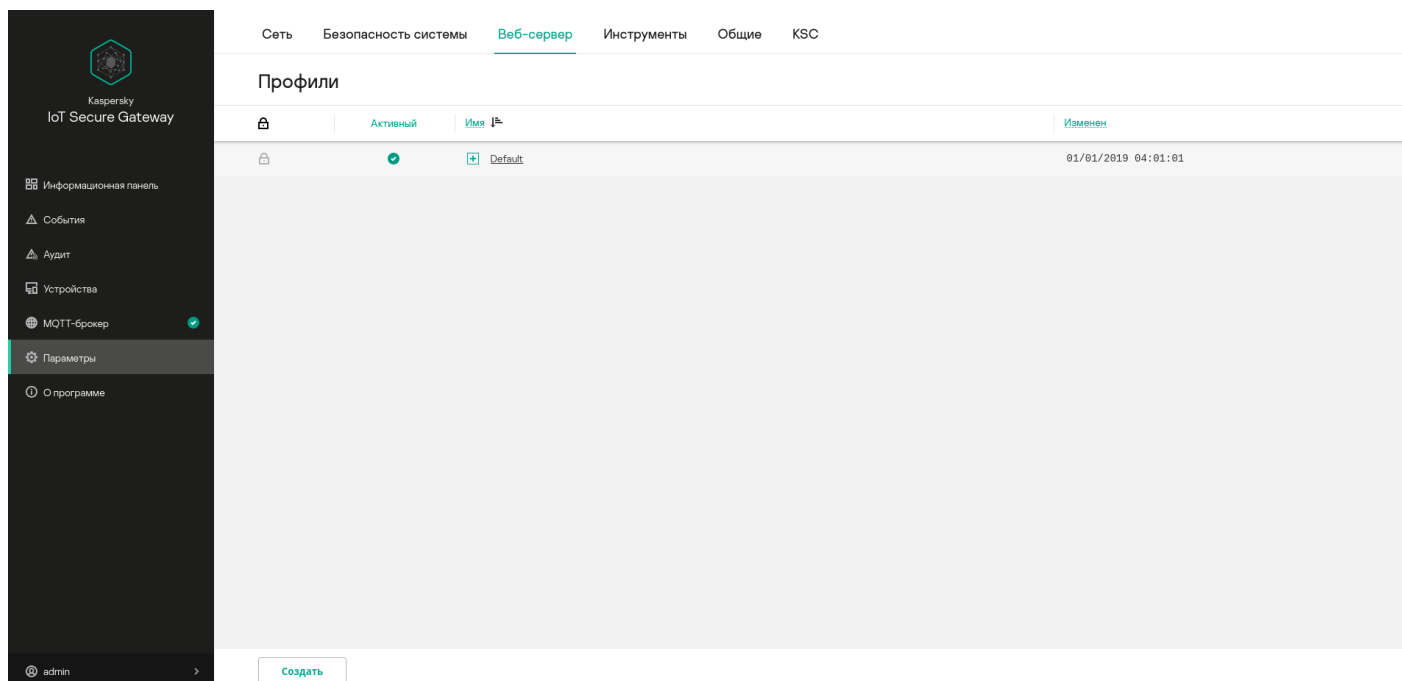 Kaspersky
IoT Secure Gateway
Информационная панель
События
Аудит
Устройства
MQTT-брокер
Параметры
О программе
admin
Сеть Безопасность системы Веб-сервер Инструменты Общие KSC
Профили
Активный Имя Изменен
Default 01/01/2019 04:01:01
Создать